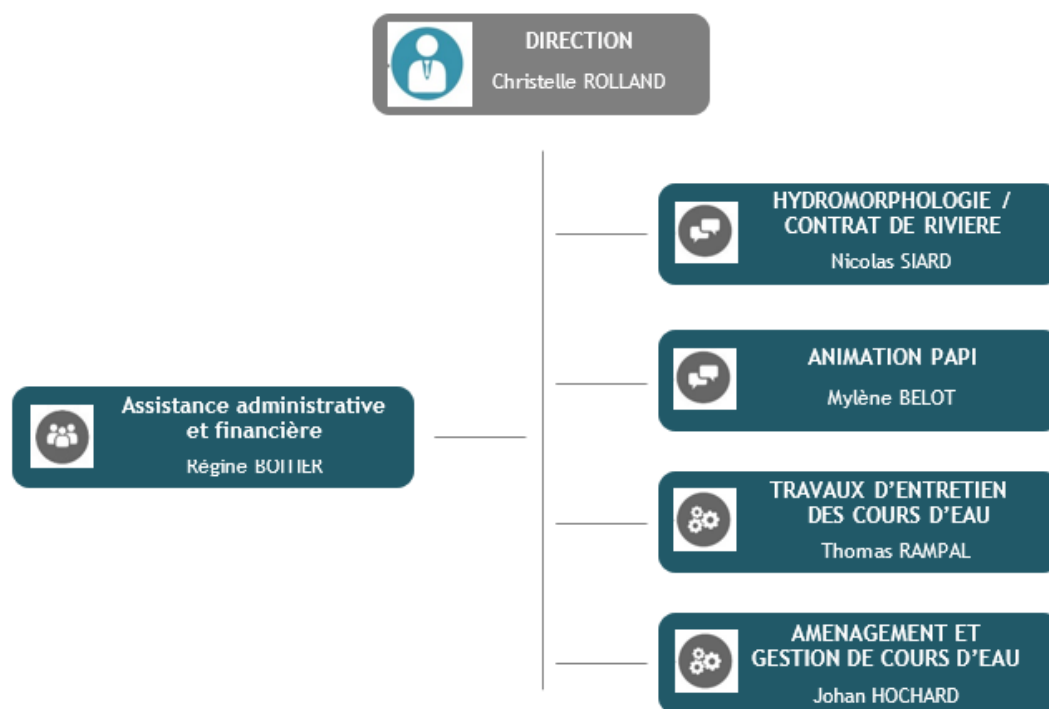 DIRECTION
Christelle ROLLAND
HYDROMORPHOLOGIE /
CONTRAT DE RIVIERE
Nicolas SIARD
ANIMATION PAPI
Mylène BELOT
Assistance administrative
et financière
Régine
TRAVAUX D’ENTRETIEN
DES COURS D’EAU
Thomas RAMPAL
AMENAGEMENT ET
GESTION DE COURS D’EAU
Johan HOCHARD